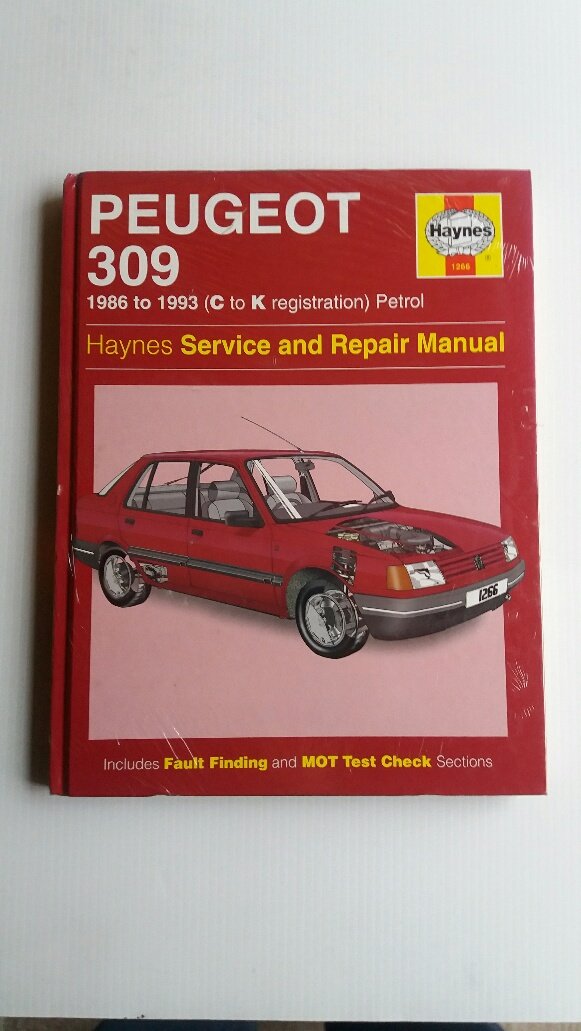 PEUGEOT
309
Haynes
®
1266
1986 to 1993 (C to K registration) Petrol
Haynes Service and Repair Manual
1266
Includes Fault Finding and MOT Test Check Sections